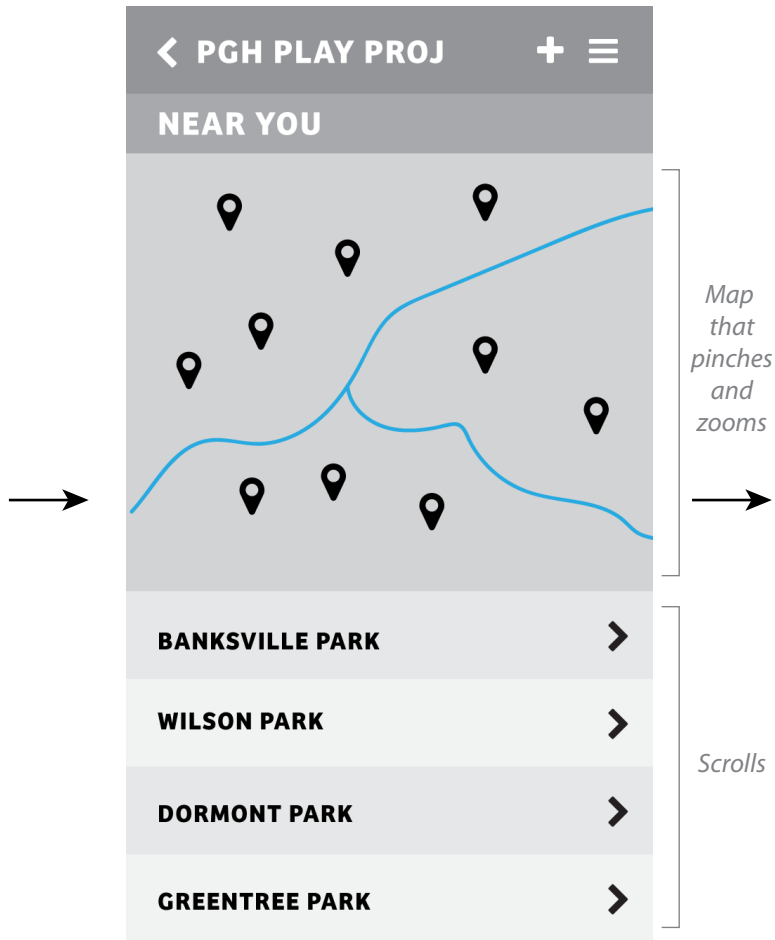 PGH PLAY PROJ
NEAR YOU
Map
that
pinches
and
zooms
BANKSVILLE PARK
WILSON PARK
Scrolls
DORMONT PARK
GREENTREE PARK